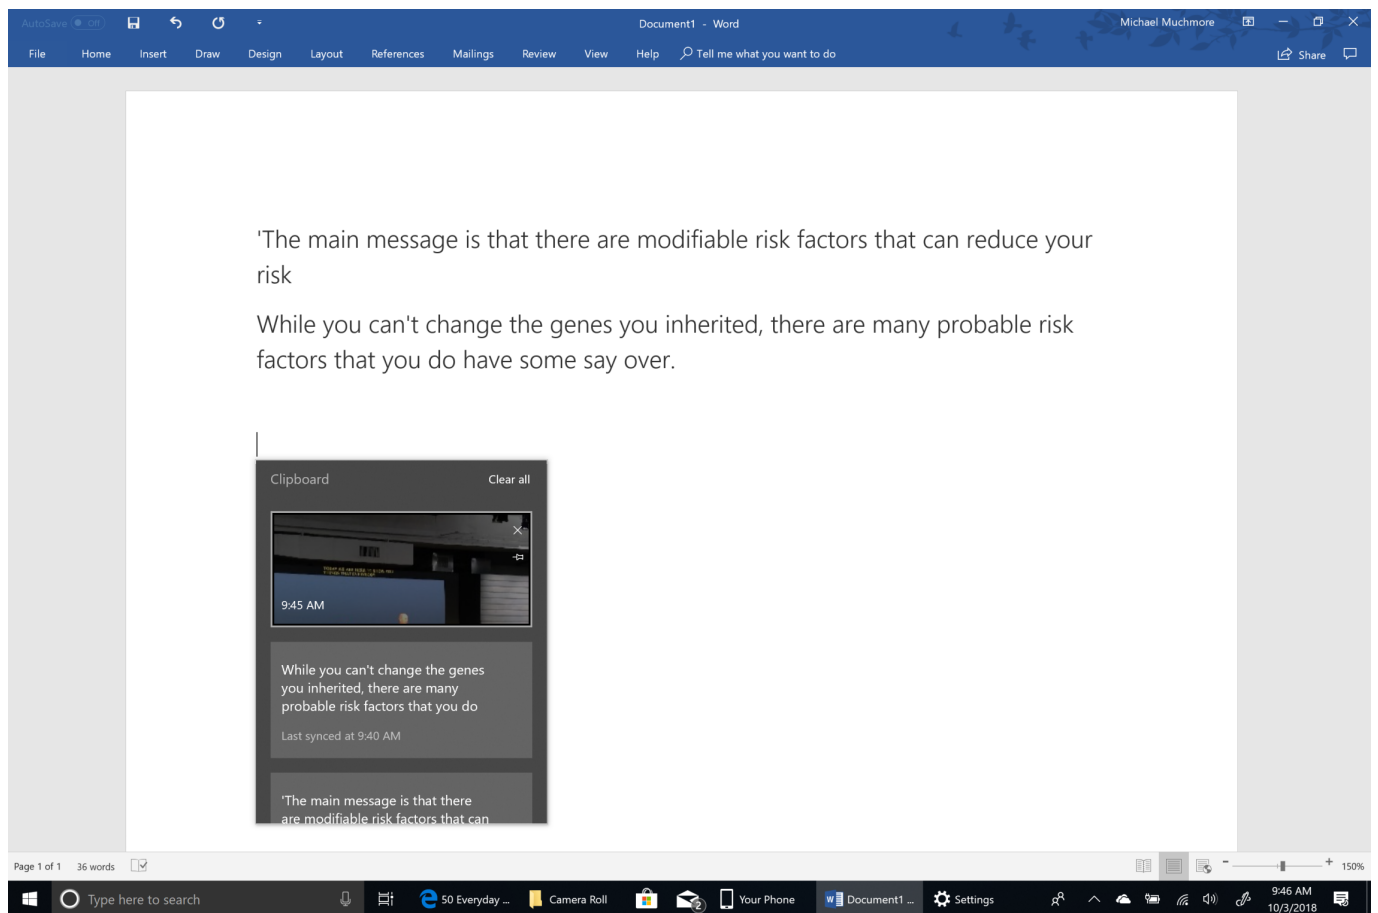 AutoSave Off
Document1 - Word
Michael Muchmore
File Home Insert Draw Design Layout References Mailings Review View Help Tell me what you want to do
Share
'The main message is that there are modifiable risk factors that can reduce your
risk
While you can't change the genes you inherited, there are many probable risk
factors that you do have some say over.
Clipboard Clear all
9:45 AM
While you can't change the genes
you inherited, there are many
probable risk factors that you do
Last synced at 9:40 AM
'The main message is that there
are modifiable risk factors that can
Page 1 of 1 36 words
150%
Type here to search
50 Everyday ...
Camera Roll
2
Your Phone
Document1 ...
Settings
9:46 AM
10/3/2018